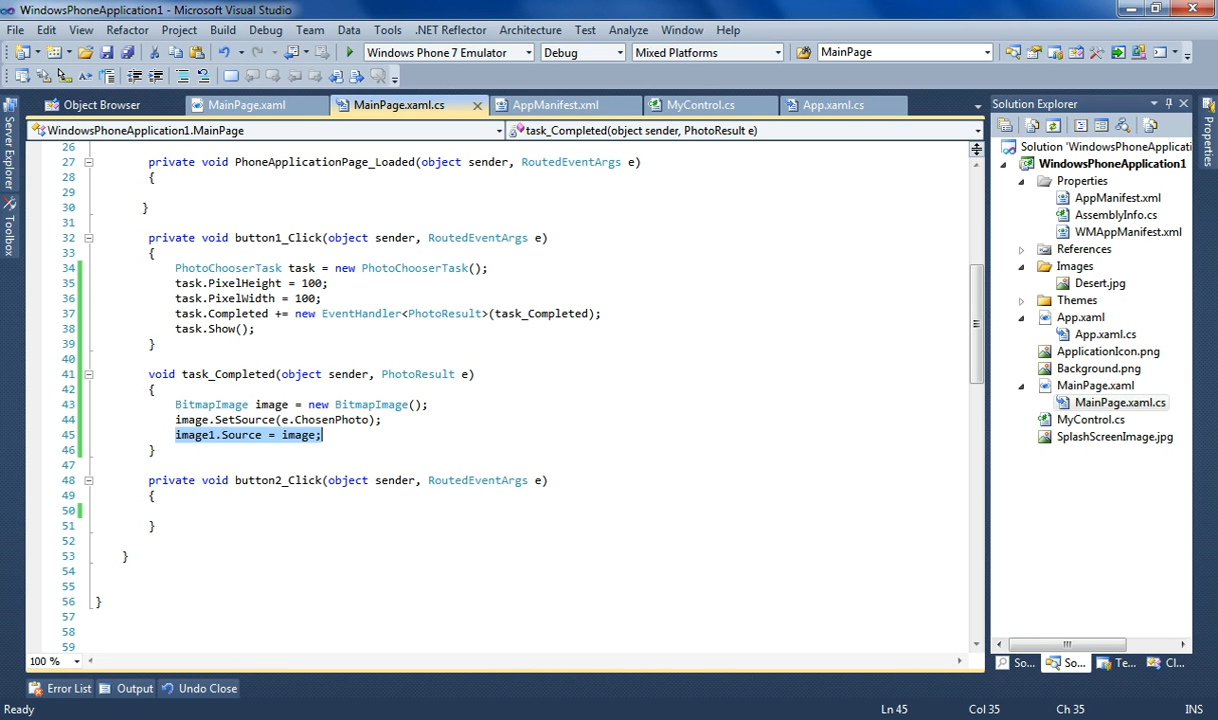 WindowsPhoneApplication1 - Microsoft Visual Studio
File Edit View Refactor Project Build Debug Team Data Tools .NET Reflector Architecture Test Analyze Window Help
Windows Phone 7 Emulator Debug Mixed Platforms MainPage
Object Browser MainPage.xaml MainPage.xaml.cs AppManifest.xml MyControl.cs App.xaml.cs
WindowsPhoneApplication1.MainPage task_Completed(object sender, PhotoResult e)
Server Explorer
Toolbox
26
27 private void PhoneApplicationPage_Loaded(object sender, RoutedEventArgs e)
28 {
29
30 }
31
32 private void button1_Click(object sender, RoutedEventArgs e)
33 {
34 PhotoChooserTask task = new PhotoChooserTask();
35 task.PixelHeight = 100;
36 task.PixelWidth = 100;
37 task.Completed += new EventHandler<PhotoResult>(task_Completed);
38 task.Show();
39 }
40
41 void task_Completed(object sender, PhotoResult e)
42 {
43 BitmapImage image = new BitmapImage();
44 image.SetSource(e.ChosenPhoto);
45 image1.Source = image;
46 }
47
48 private void button2_Click(object sender, RoutedEventArgs e)
49 {
50
51 }
52
53 }
54
55
56 }
57
58
59
100 %
Solution Explorer
Solution 'WindowsPhoneApplicati
WindowsPhoneApplication1
Properties
AppManifest.xml
AssemblyInfo.cs
WMAppManifest.xml
References
Images
Desert.jpg
Themes
App.xaml
App.xaml.cs
ApplicationIcon.png
Background.png
MainPage.xaml
MainPage.xaml.cs
MyControl.cs
SplashScreenImage.jpg
So... So... Te... Cl...
Properties
Error List Output Undo Close
Ready Ln 45 Col 35 Ch 35 INS